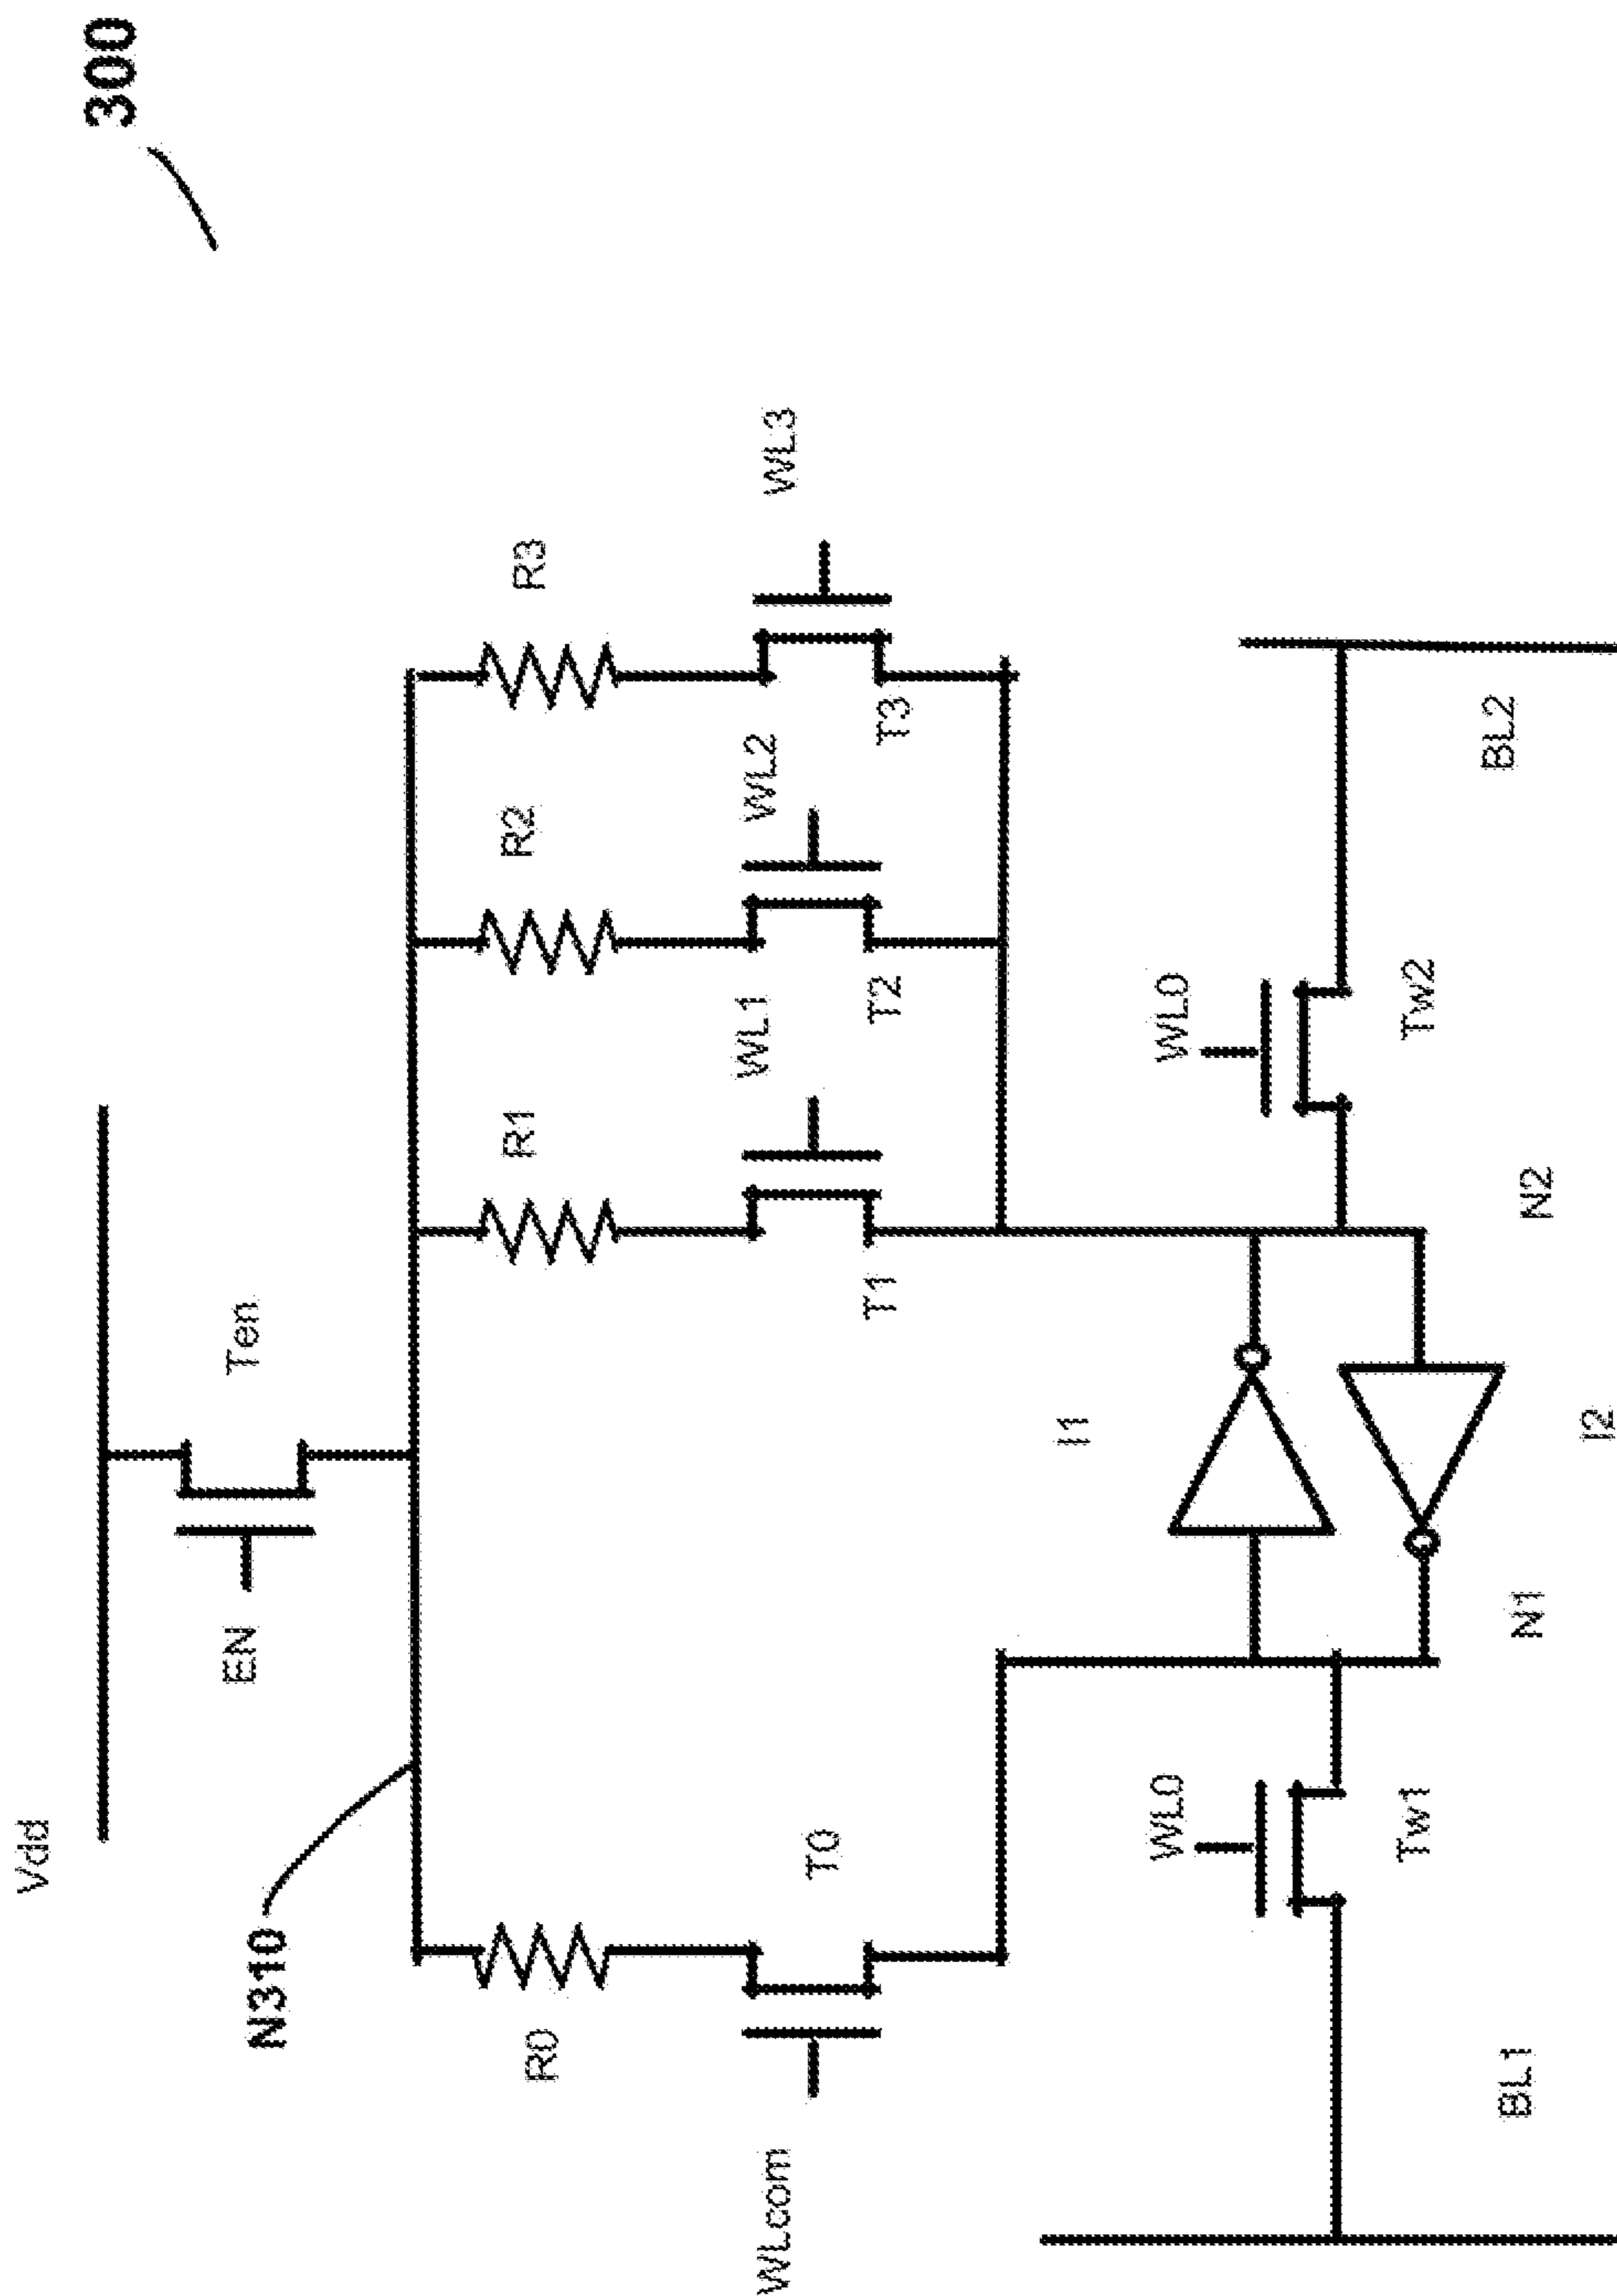 300
Vdd
EN
Ten
N310
R0
R1
R2
R3
WLcom
T0
WL1
WL2
WL3
T1
T2
T3
WL0
WL0
I1
Tw1
Tw2
BL1
N1
N2
BL2
I2